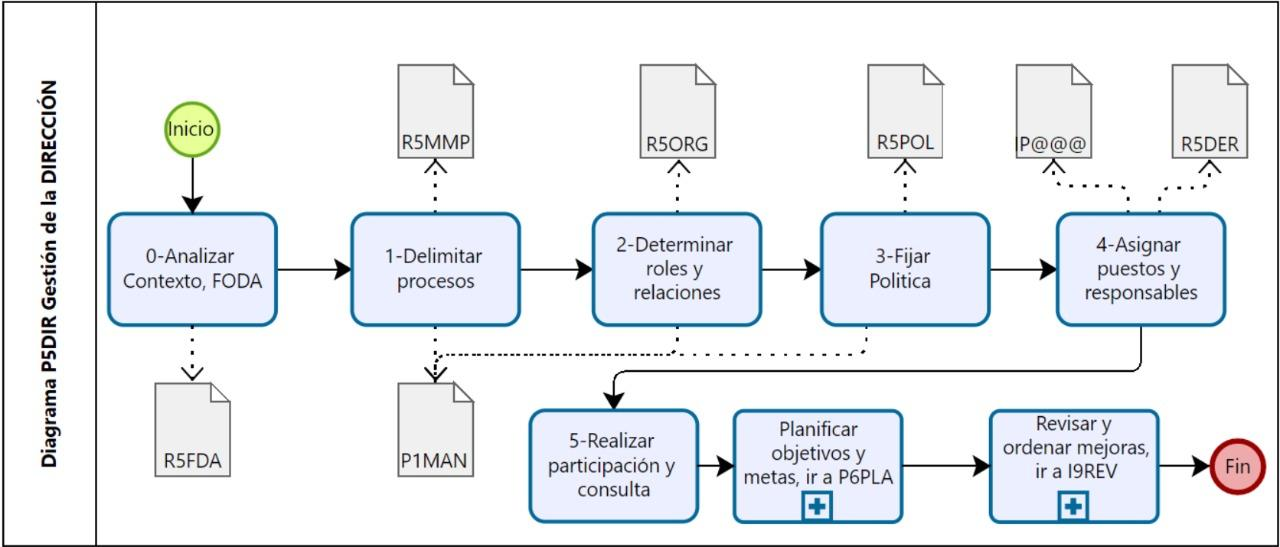 Diagrama P5DIR Gestión de la DIRECCIÓN
Inicio
R5MMP
R5ORG
R5POL
IP@@@
R5DER
0-Analizar
Contexto, FODA
1-Delimitar
procesos
2-Determinar
roles y
relaciones
3-Fijar
Politica
4-Asignar
puestos y
responsables
R5FDA
P1MAN
5-Realizar
participación y
consulta
Planificar
objetivos y
metas, ir a P6PLA
Revisar y
ordenar mejoras,
ir a I9REV
Fin